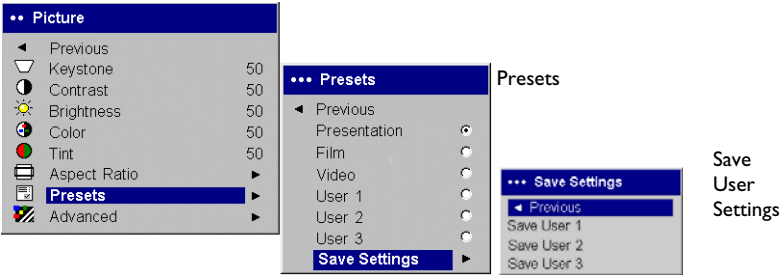 •• Picture
Previous
Keystone 50
Contrast 50
Brightness 50
Color 50
Tint 50
Aspect Ratio
Presets
Advanced
••• Presets
Previous
Presentation
Film
Video
User 1
User 2
User 3
Save Settings
Presets
••• Save Settings
Previous
Save User 1
Save User 2
Save User 3
Save
User
Settings